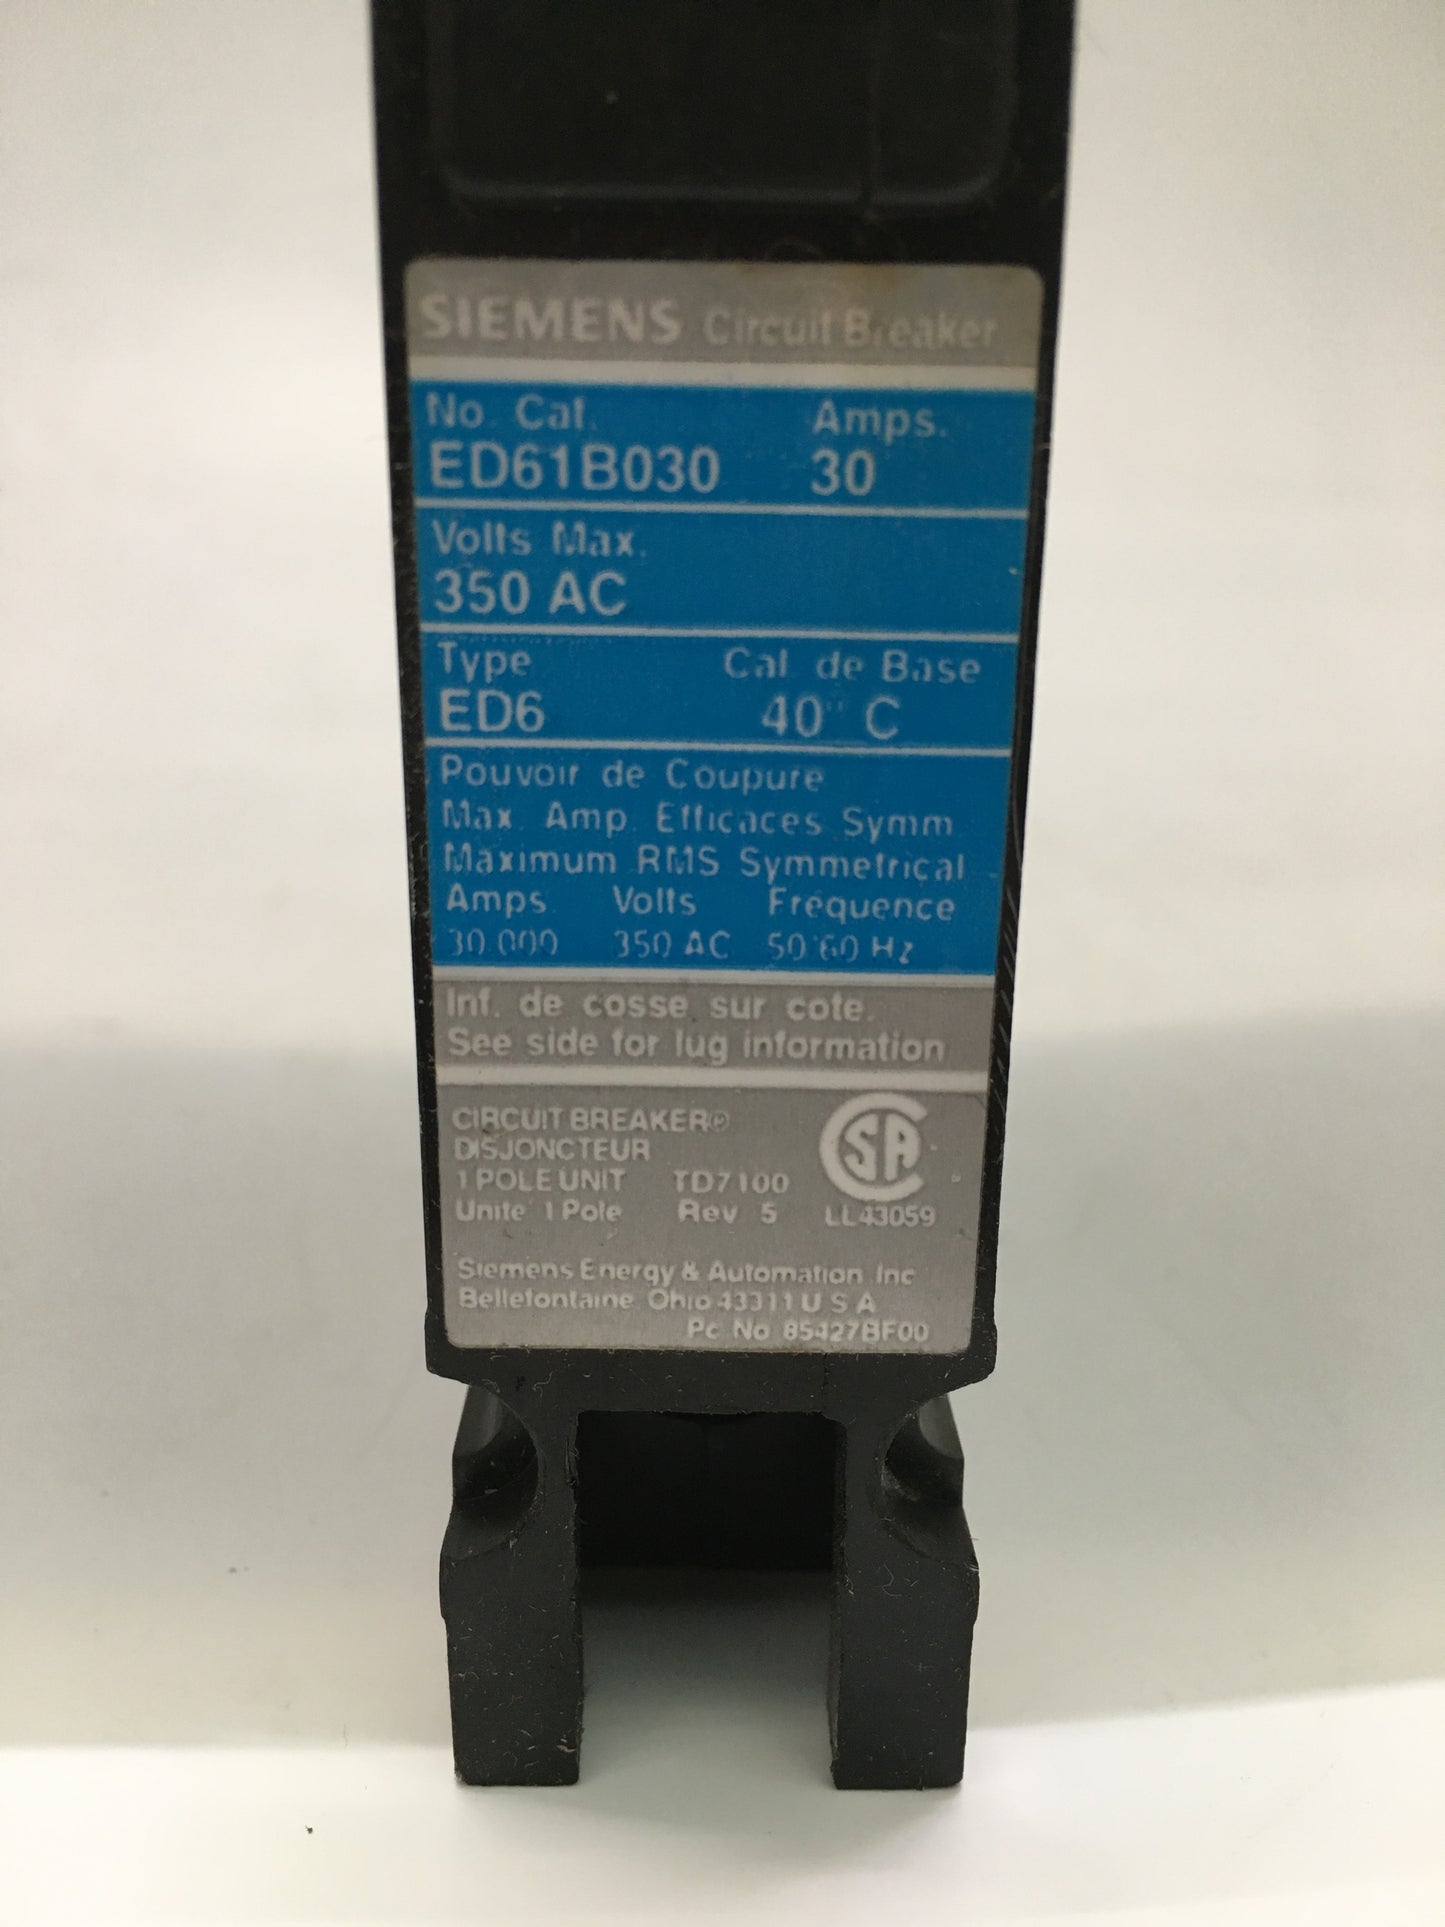 SIEMENS Circuit Breaker
No. Cat. Amps.
ED61B030 30
Volts Max.
350 AC
Type Cal. de Base
ED6 40° C
Pouvoir de Coupure
Max. Amp. Efficaces Symm
Maximum RMS Symmetrical
Amps Volts Fréquence
30,000 350 AC 50/60 Hz
Inf. de cosse sur cote.
See side for lug information
CIRCUIT BREAKER
DISJONCTEUR
1 POLE UNIT TD7100
Unite 1 Pole Rev 5
CSA
LL43059
Siemens Energy & Automation Inc
Bellefontaine Ohio 43311 U S A
Pc No 85427BF00